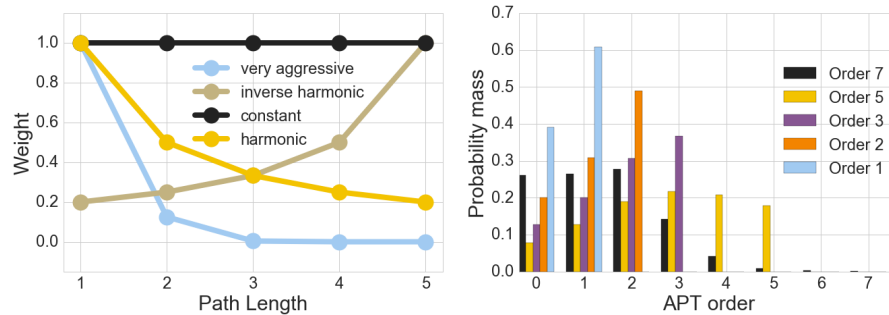 1.0
0.8
0.6
0.4
0.2
0.0
Weight
very aggressive
inverse harmonic
constant
harmonic
1 2 3 4 5
Path Length
0.7
0.6
0.5
0.4
0.3
0.2
0.1
0.0
Probability mass
Order 7
Order 5
Order 3
Order 2
Order 1
0 1 2 3 4 5 6 7
APT order